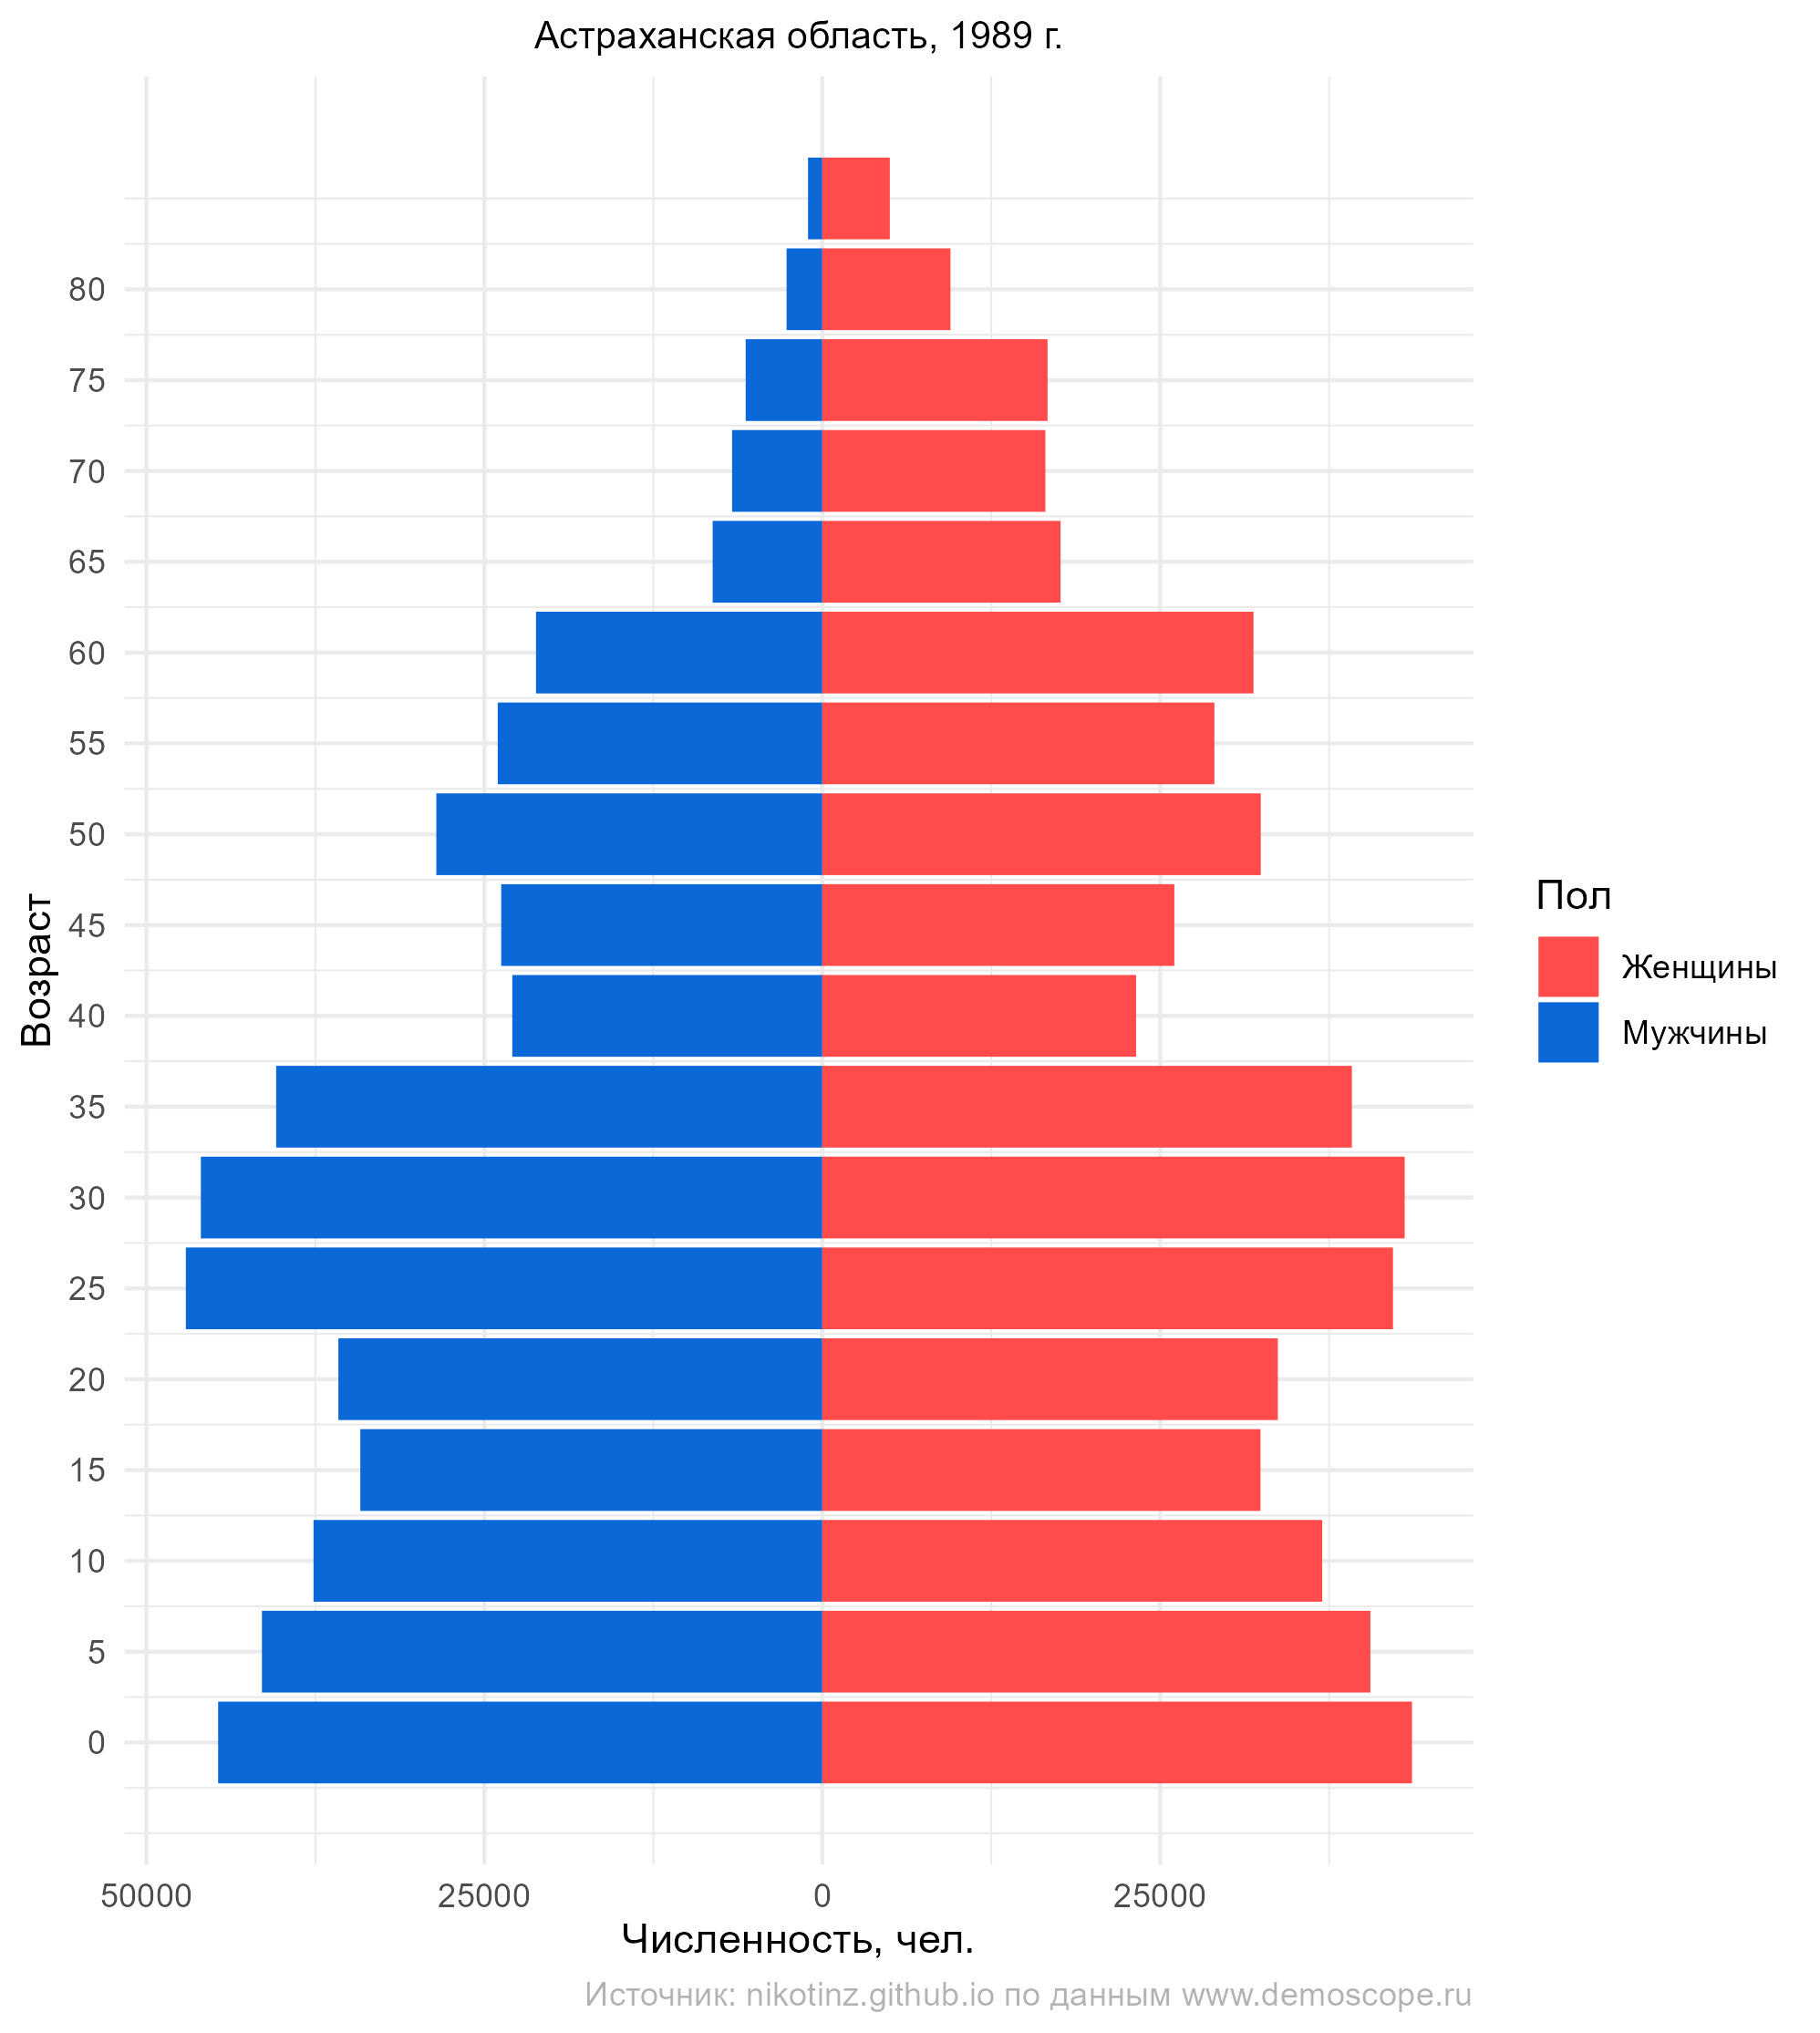 Астраханская область, 1989 г.
80
75
70
65
60
55
50
45
40
35
30
25
20
15
10
5
0
Возраст
50000 25000 0 25000
Численность, чел.
Пол
Женщины
Мужчины
Источник: nikotinz.github.io по данным www.demoscope.ru